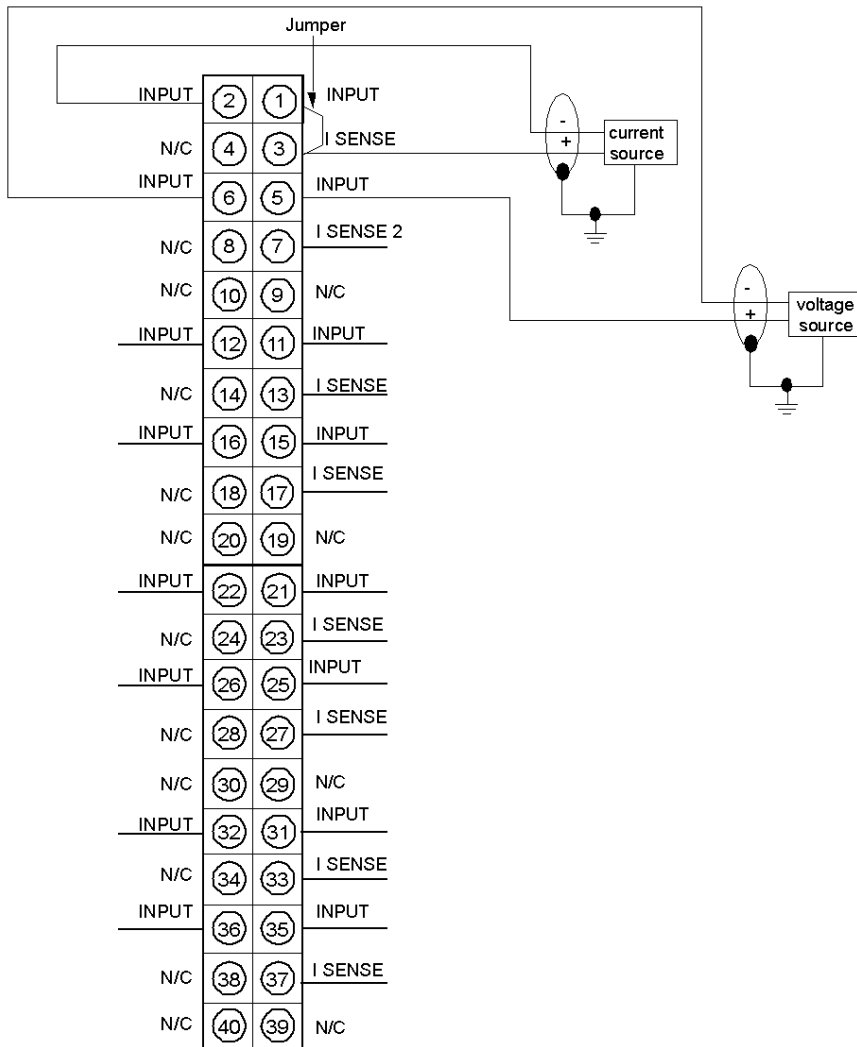 Jumper
INPUT 2 1 INPUT
- current source
+
N/C 4 3 I SENSE
INPUT 6 5 INPUT
N/C 8 7 I SENSE 2
- voltage source
+
N/C 10 9 N/C
INPUT 12 11 INPUT
N/C 14 13 I SENSE
INPUT 16 15 INPUT
N/C 18 17 I SENSE
N/C 20 19 N/C
INPUT 22 21 INPUT
N/C 24 23 I SENSE
INPUT 26 25 INPUT
N/C 28 27 I SENSE
N/C 30 29 N/C
INPUT 32 31 INPUT
N/C 34 33 I SENSE
INPUT 36 35 INPUT
N/C 38 37 I SENSE
N/C 40 39 N/C